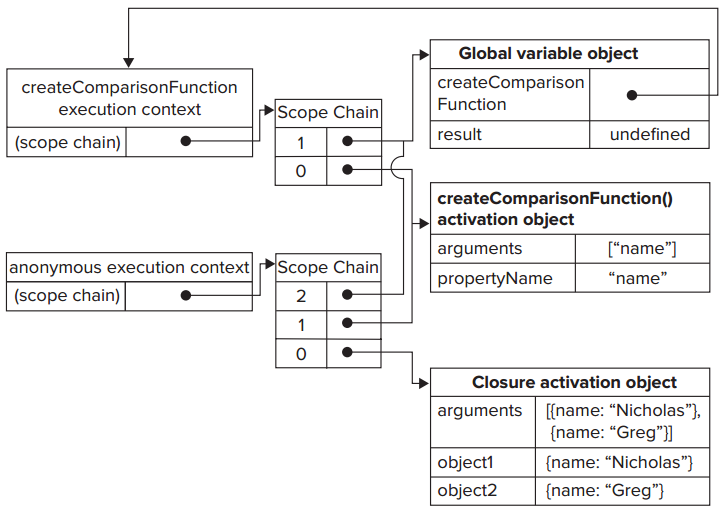 Global variable object
createComparison
Function
result
undefined
createComparisonFunction
execution context
(scope chain)
Scope Chain
1
0
createComparisonFunction()
activation object
arguments
[“name”]
propertyName
“name”
anonymous execution context
(scope chain)
Scope Chain
2
1
0
Closure activation object
arguments
[{name: “Nicholas”},
{name: “Greg”}]
object1
{name: “Nicholas”}
object2
{name: “Greg”}